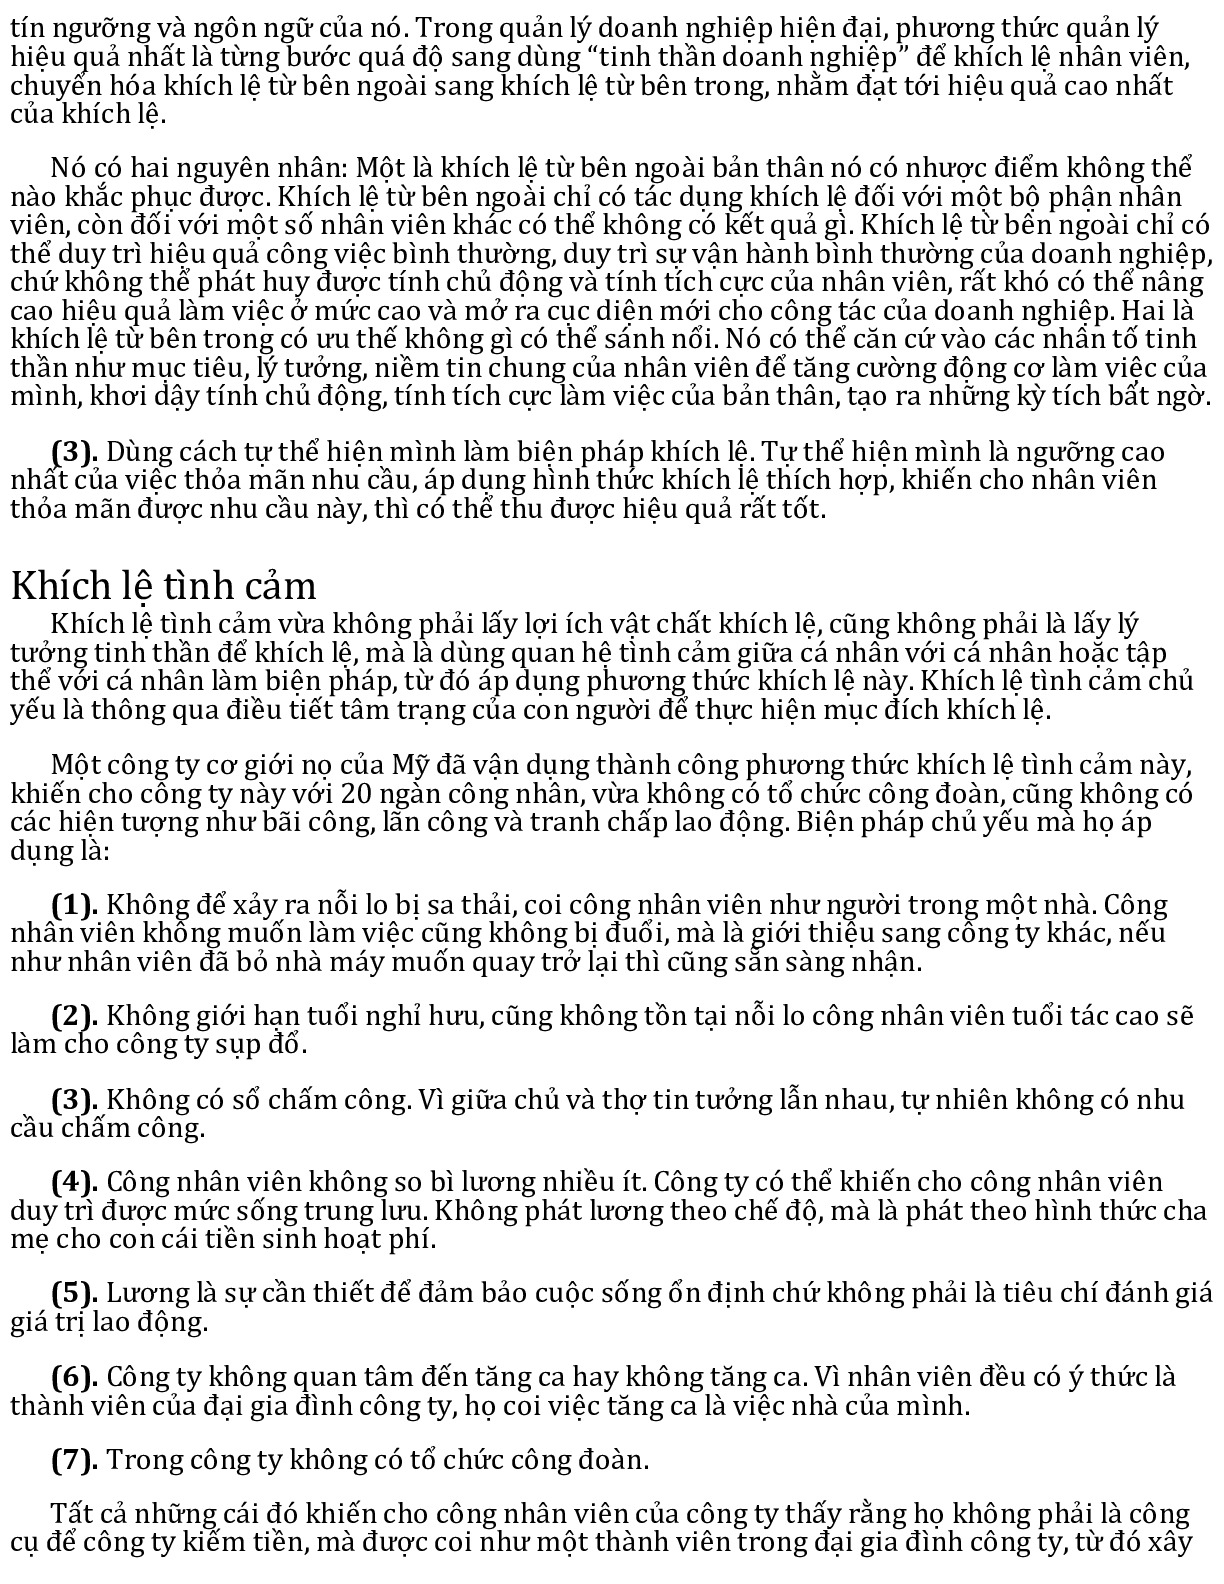 tín ngưỡng và ngôn ngữ của nó. Trong quản lý doanh nghiệp hiện đại, phương thức quản lý
hiệu quả nhất là từng bước quá độ sang dùng “tinh thần doanh nghiệp” để khích lệ nhân viên,
chuyển hóa khích lệ từ bên ngoài sang khích lệ từ bên trong, nhằm đạt tới hiệu quả cao nhất
của khích lệ.
Nó có hai nguyên nhân: Một là khích lệ từ bên ngoài bản thân nó có nhược điểm không thể
nào khắc phục được. Khích lệ từ bên ngoài chỉ có tác dụng khích lệ đối với một bộ phận nhân
viên, còn đối với một số nhân viên khác có thể không có kết quả gì. Khích lệ từ bên ngoài chỉ có
thể duy trì hiệu quả công việc bình thường, duy trì sự vận hành bình thường của doanh nghiệp,
chứ không thể phát huy được tính chủ động và tính tích cực của nhân viên, rất khó có thể nâng
cao hiệu quả làm việc ở mức cao và mở ra cục diện mới cho công tác của doanh nghiệp. Hai là
khích lệ từ bên trong có ưu thế không gì có thể sánh nổi. Nó có thể căn cứ vào các nhân tố tinh
thần như mục tiêu, lý tưởng, niềm tin chung của nhân viên để tăng cường động cơ làm việc của
mình, khơi dậy tính chủ động, tính tích cực làm việc của bản thân, tạo ra những kỳ tích bất ngờ.
(3). Dùng cách tự thể hiện mình làm biện pháp khích lệ. Tự thể hiện mình là ngưỡng cao
nhất của việc thỏa mãn nhu cầu, áp dụng hình thức khích lệ thích hợp, khiến cho nhân viên
thỏa mãn được nhu cầu này, thì có thể thu được hiệu quả rất tốt.
Khích lệ tình cảm
Khích lệ tình cảm vừa không phải lấy lợi ích vật chất khích lệ, cũng không phải là lấy lý
tưởng tinh thần để khích lệ, mà là dùng quan hệ tình cảm giữa cá nhân với cá nhân hoặc tập
thể với cá nhân làm biện pháp, từ đó áp dụng phương thức khích lệ này. Khích lệ tình cảm chủ
yếu là thông qua điều tiết tâm trạng của con người để thực hiện mục đích khích lệ.
Một công ty cơ giới nọ của Mỹ đã vận dụng thành công phương thức khích lệ tình cảm này,
khiến cho công ty này với 20 ngàn công nhân, vừa không có tổ chức công đoàn, cũng không có
các hiện tượng như bãi công, lãn công và tranh chấp lao động. Biện pháp chủ yếu mà họ áp
dụng là:
(1). Không để xảy ra nỗi lo bị sa thải, coi công nhân viên như người trong một nhà. Công
nhân viên không muốn làm việc cũng không bị đuổi, mà là giới thiệu sang công ty khác, nếu
như nhân viên đã bỏ nhà máy muốn quay trở lại thì cũng sẵn sàng nhận.
(2). Không giới hạn tuổi nghỉ hưu, cũng không tồn tại nỗi lo công nhân viên tuổi tác cao sẽ
làm cho công ty sụp đổ.
(3). Không có sổ chấm công. Vì giữa chủ và thợ tin tưởng lẫn nhau, tự nhiên không có nhu
cầu chấm công.
(4). Công nhân viên không so bì lương nhiều ít. Công ty có thể khiến cho công nhân viên
duy trì được mức sống trung lưu. Không phát lương theo chế độ, mà là phát theo hình thức cha
mẹ cho con cái tiền sinh hoạt phí.
(5). Lương là sự cần thiết để đảm bảo cuộc sống ổn định chứ không phải là tiêu chí đánh giá
giá trị lao động.
(6). Công ty không quan tâm đến tăng ca hay không tăng ca. Vì nhân viên đều có ý thức là
thành viên của đại gia đình công ty, họ coi việc tăng ca là việc nhà của mình.
(7). Trong công ty không có tổ chức công đoàn.
Tất cả những cái đó khiến cho công nhân viên của công ty thấy rằng họ không phải là công
cụ để công ty kiếm tiền, mà được coi như một thành viên trong đại gia đình công ty, từ đó xây